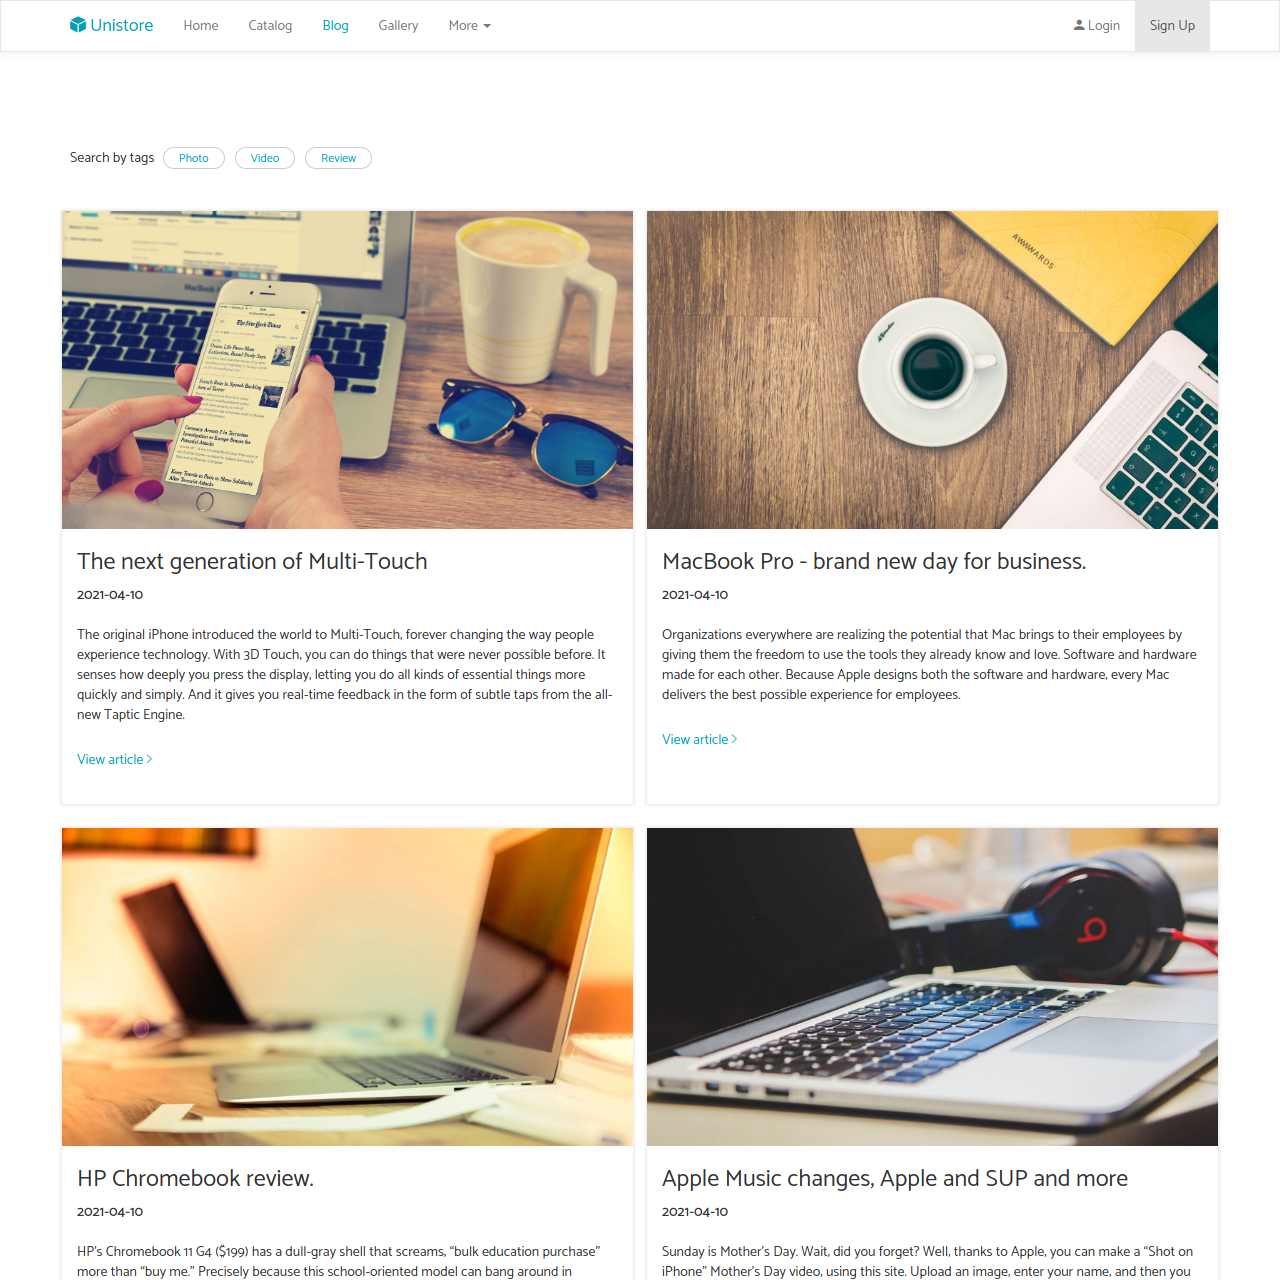 Unistore
Home
Catalog
Blog
Gallery
More
Login
Sign Up
Search by tags
Photo
Video
Review
The New York Times
AWWWARDS
The next generation of Multi-Touch
2021-04-10
The original iPhone introduced the world to Multi-Touch, forever changing the way people
experience technology. With 3D Touch, you can do things that were never possible before. It
senses how deeply you press the display, letting you do all kinds of essential things more
quickly and simply. And it gives you real-time feedback in the form of subtle taps from the all-
new Taptic Engine.
View article
MacBook Pro - brand new day for business.
2021-04-10
Organizations everywhere are realizing the potential that Mac brings to their employees by
giving them the freedom to use the tools they already know and love. Software and hardware
made for each other. Because Apple designs both the software and hardware, every Mac
delivers the best possible experience for employees.
View article
HP Chromebook review.
2021-04-10
HP's Chromebook 11 G4 ($199) has a dull-gray shell that screams, “bulk education purchase”
more than “buy me.” Precisely because this school-oriented model can bang around in
Apple Music changes, Apple and SUP and more
2021-04-10
Sunday is Mother's Day. Wait, did you forget? Well, thanks to Apple, you can make a “Shot on
iPhone” Mother's Day video, using this site. Upload an image, enter your name, and then you